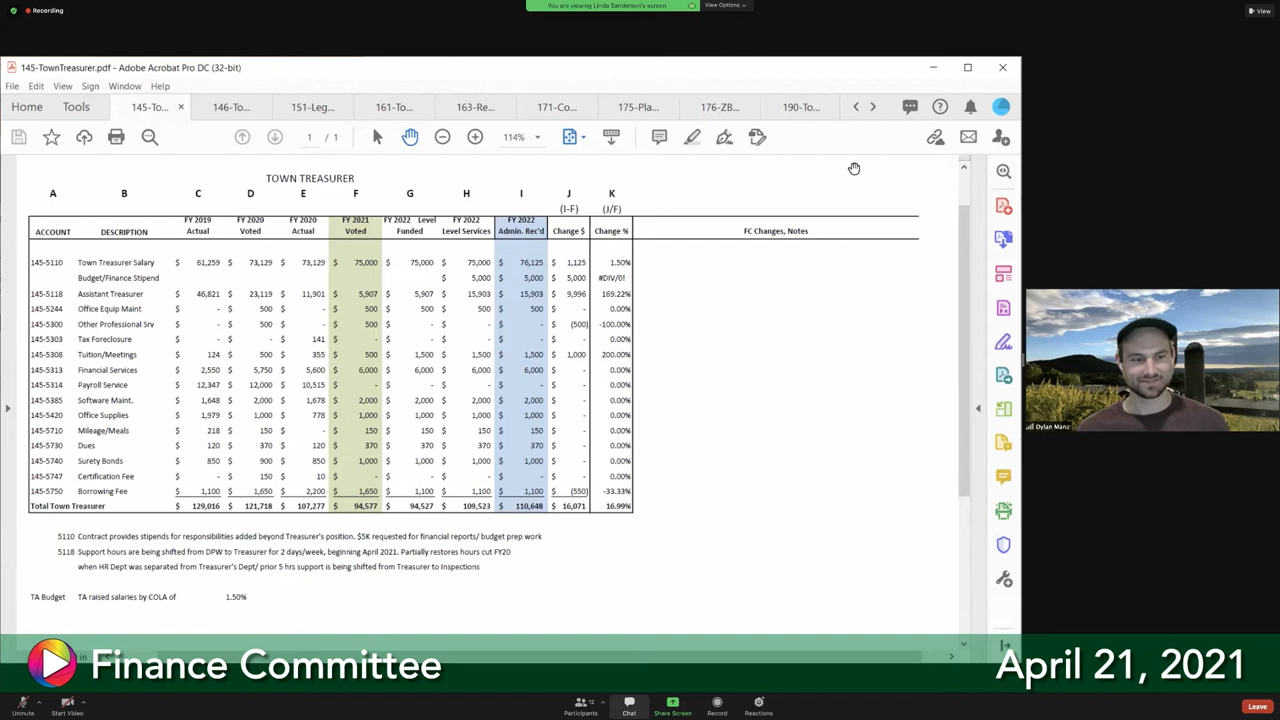 Recording
You are viewing Linda Sanderson's screen
View Options
View
145-TownTreasurer.pdf - Adobe Acrobat Pro DC (32-bit)
File Edit View Sign Window Help
Home Tools 145-To... × 146-To... 151-Leg... 161-To... 163-Re... 171-Co... 175-Pla... 176-ZB... 190-To...
1 / 1 114%
TOWN TREASURER
A B C D E F G H I J K
(I-F) (J/F)
FY 2019 FY 2020 FY 2020 FY 2021 FY 2022 Level FY 2022 FY 2022
ACCOUNT DESCRIPTION Actual Voted Actual Voted Funded Level Services Admin. Rec'd Change $ Change % FC Changes, Notes
145-5110 Town Treasurer Salary $ 61,259 $ 73,129 $ 73,129 $ 75,000 $ 75,000 $ 75,000 $ 76,125 $ 1,125 1.50%
Budget/Finance Stipend $ 5,000 $ 5,000 $ 5,000 #DIV/0!
145-5118 Assistant Treasurer $ 46,821 $ 23,119 $ 11,901 $ 5,907 $ 5,907 $ 15,903 $ 15,903 $ 9,996 169.22%
145-5244 Office Equip Maint $ - $ 500 $ - $ 500 $ 500 $ 500 $ 500 $ - 0.00%
145-5300 Other Professional Srv $ - $ 500 $ - $ 500 $ - $ - $ - $ (500) -100.00%
145-5303 Tax Foreclosure $ - $ - $ 141 $ - $ - $ - $ - $ - 0.00%
145-5308 Tuition/Meetings $ 124 $ 500 $ 355 $ 500 $ 1,500 $ 1,500 $ 1,500 $ 1,000 200.00%
145-5313 Financial Services $ 2,550 $ 5,750 $ 5,600 $ 6,000 $ 6,000 $ 6,000 $ 6,000 $ - 0.00%
145-5314 Payroll Service $ 12,347 $ 12,000 $ 10,515 $ - $ - $ - $ - $ - 0.00%
145-5385 Software Maint. $ 1,648 $ 2,000 $ 1,678 $ 2,000 $ 2,000 $ 2,000 $ 2,000 $ - 0.00%
145-5420 Office Supplies $ 1,979 $ 1,000 $ 778 $ 1,000 $ 1,000 $ 1,000 $ 1,000 $ - 0.00%
145-5710 Mileage/Meals $ 218 $ 150 $ - $ 150 $ 150 $ 150 $ 150 $ - 0.00%
145-5730 Dues $ 120 $ 370 $ 120 $ 370 $ 370 $ 370 $ 370 $ - 0.00%
145-5740 Surety Bonds $ 850 $ 900 $ 850 $ 1,000 $ 1,000 $ 1,000 $ 1,000 $ - 0.00%
145-5747 Certification Fee $ - $ 150 $ 10 $ - $ - $ - $ - $ - 0.00%
145-5750 Borrowing Fee $ 1,100 $ 1,650 $ 2,200 $ 1,650 $ 1,100 $ 1,100 $ 1,100 $ (550) -33.33%
Total Town Treasurer $ 129,016 $ 121,718 $ 107,277 $ 94,577 $ 94,527 $ 109,523 $ 110,648 $ 16,071 16.99%
5110 Contract provides stipends for responsibilities added beyond Treasurer's position. $5K requested for financial reports/ budget prep work
5118 Support hours are being shifted from DPW to Treasurer for 2 days/week, beginning April 2021. Partially restores hours cut FY20
when HR Dept was separated from Treasurer's Dept/ prior 5 hrs support is being shifted from Treasurer to Inspections
TA Budget TA raised salaries by COLA of 1.50%
Dylan Manz
Finance Committee April 21, 2021
Unmute Start Video Participants 12 Chat Share Screen Record Reactions Leave